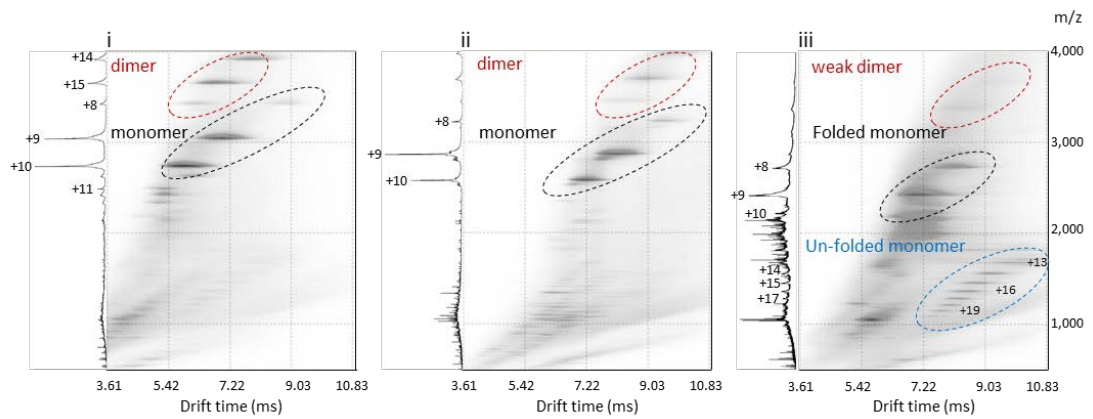 i
dimer
monomer
+14
+15
+8
+9
+10
+11
3.61 5.42 7.22 9.03 10.83
Drift time (ms)
ii
dimer
monomer
+8
+9
+10
3.61 5.42 7.22 9.03 10.83
Drift time (ms)
iii
weak dimer
Folded monomer
Un-folded monomer
+8
+9
+10
+14
+15
+17
+13
+16
+19
3.61 5.42 7.22 9.03 10.83
Drift time (ms)
m/z
4,000
3,000
2,000
1,000